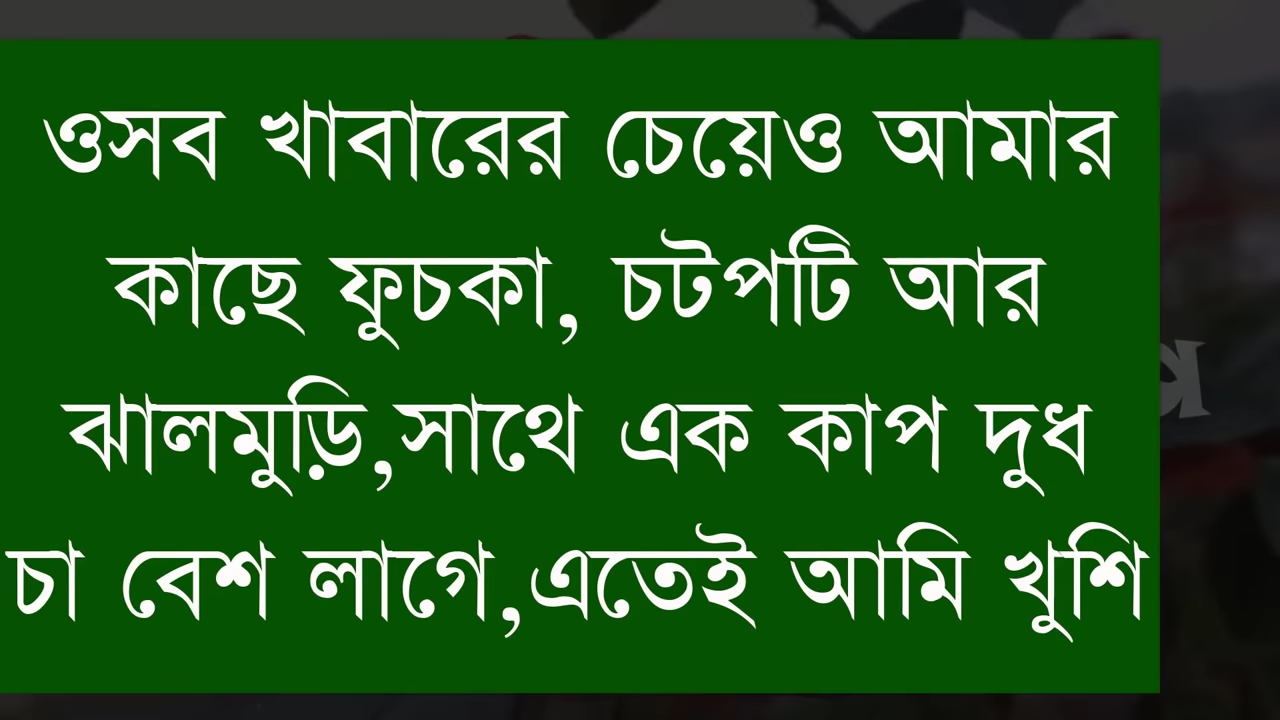 ওসব খাবারের চেয়েও আমার
কাছে ফুচকা, চটপটি আর
ঝালমুড়ি,সাথে এক কাপ দুধ
চা বেশ লাগে,এতেই আমি খুশি